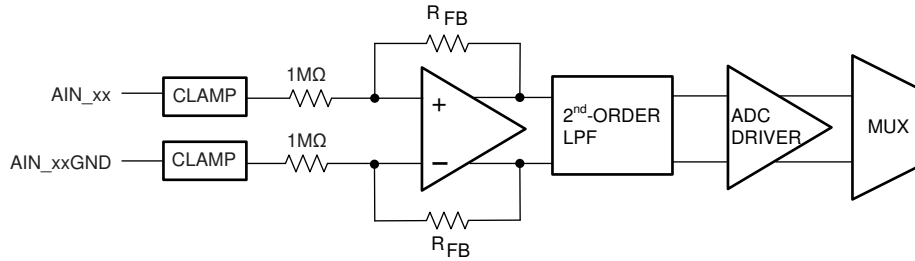 R FB
1MΩ
AIN_xx
CLAMP
+
2nd-ORDER
LPF
ADC
DRIVER
MUX
1MΩ
AIN_xxGND
CLAMP
−
R FB